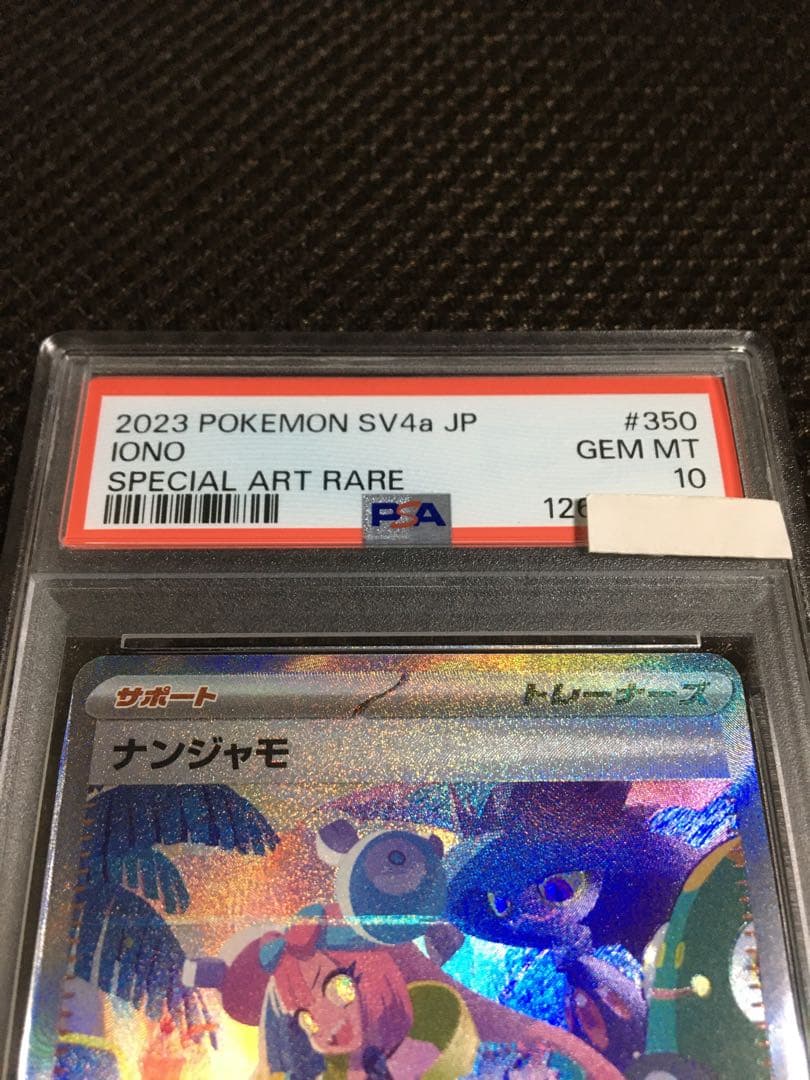 2023 POKEMON SV4a JP #350
IONO GEM MT
SPECIAL ART RARE 10
PSA 126
サポート トレーナーズ
ナンジャモ